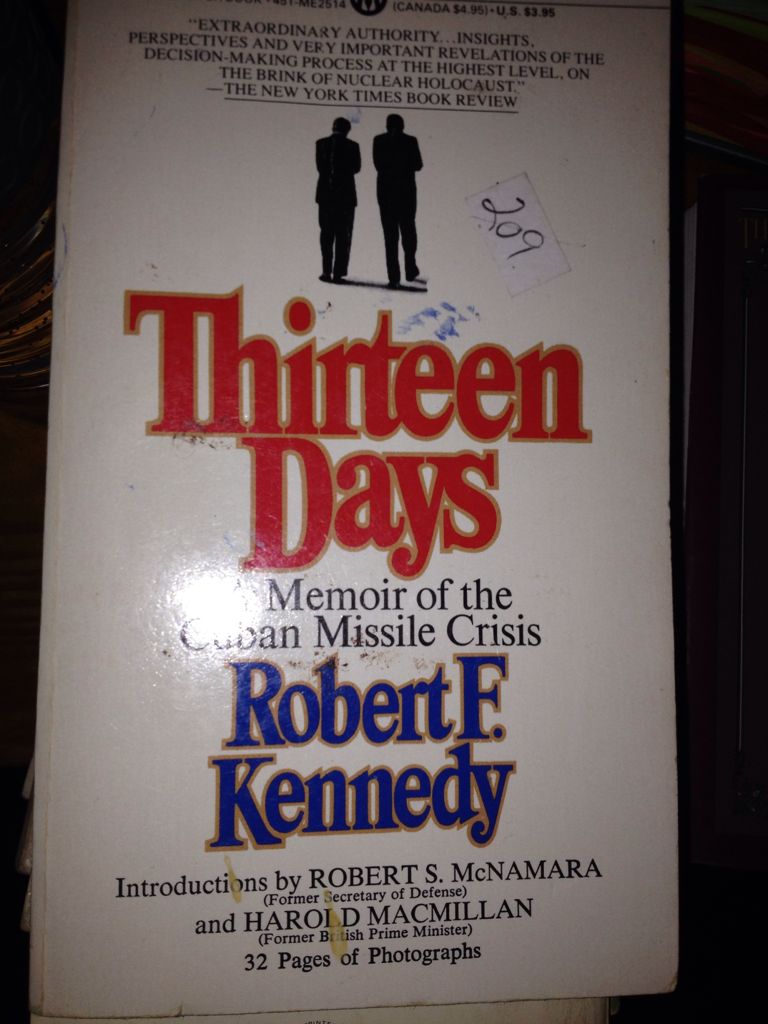 451-ME2514 (CANADA $4.95) • U.S. $3.95
"EXTRAORDINARY AUTHORITY...INSIGHTS,
PERSPECTIVES AND VERY IMPORTANT REVELATIONS OF THE
DECISION-MAKING PROCESS AT THE HIGHEST LEVEL, ON
THE BRINK OF NUCLEAR HOLOCAUST."
—THE NEW YORK TIMES BOOK REVIEW
209
Thirteen
Days
Memoir of the
Cuban Missile Crisis
Robert F.
Kennedy
Introductions by ROBERT S. McNAMARA
(Former Secretary of Defense)
and HAROLD MACMILLAN
(Former British Prime Minister)
32 Pages of Photographs